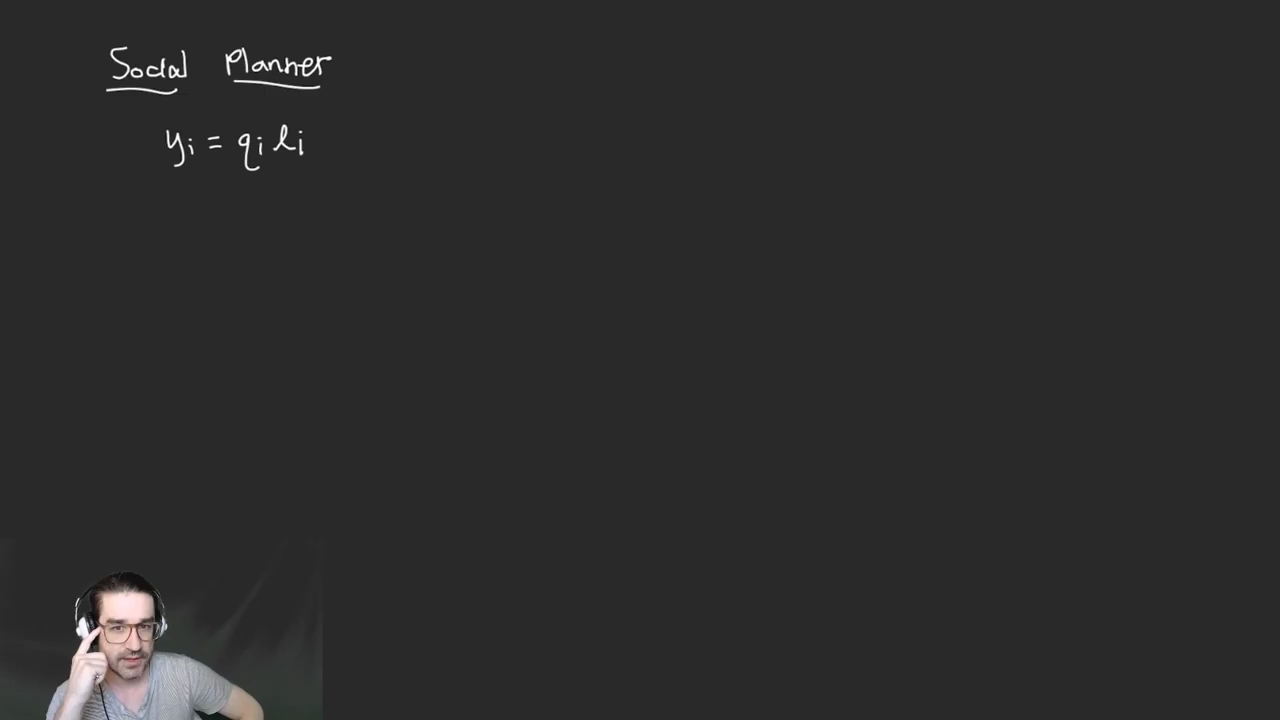 Social Planner
yᵢ = qᵢ lᵢ